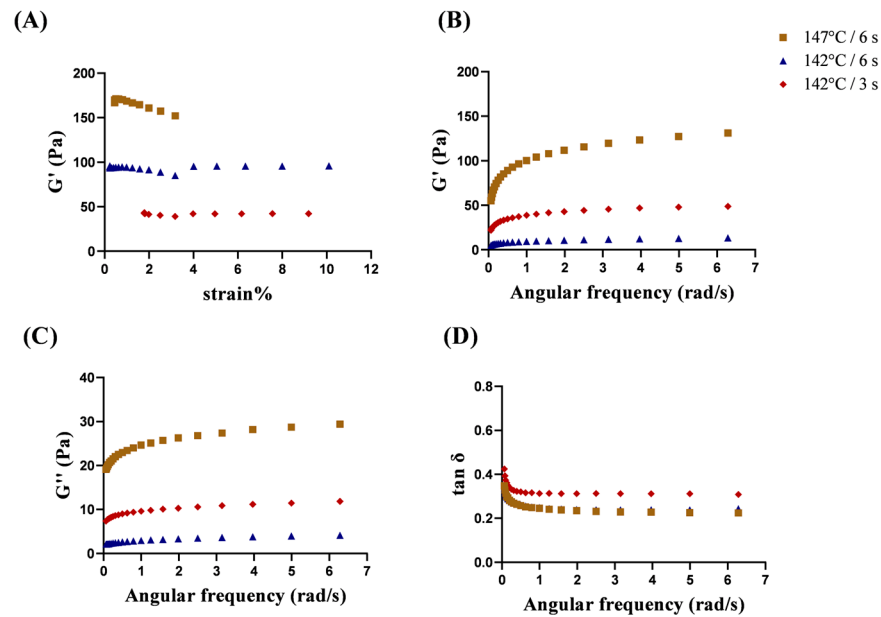 (A)
(B)
147°C / 6 s
142°C / 6 s
142°C / 3 s
200
150
100
50
0
G' (Pa)
0 2 4 6 8 10 12
strain%
200
150
100
50
0
G' (Pa)
0 1 2 3 4 5 6 7
Angular frequency (rad/s)
(C)
(D)
40
30
20
10
0
G'' (Pa)
0 1 2 3 4 5 6 7
Angular frequency (rad/s)
0.8
0.6
0.4
0.2
0.0
tan δ
0 1 2 3 4 5 6 7
Angular frequency (rad/s)